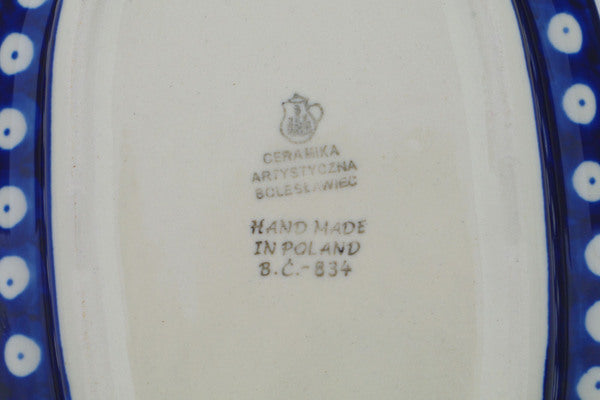 CERAMIKA
ARTYSTYCZNA
BOLESŁAWIEC
HAND MADE
IN POLAND
B.Ć.-834